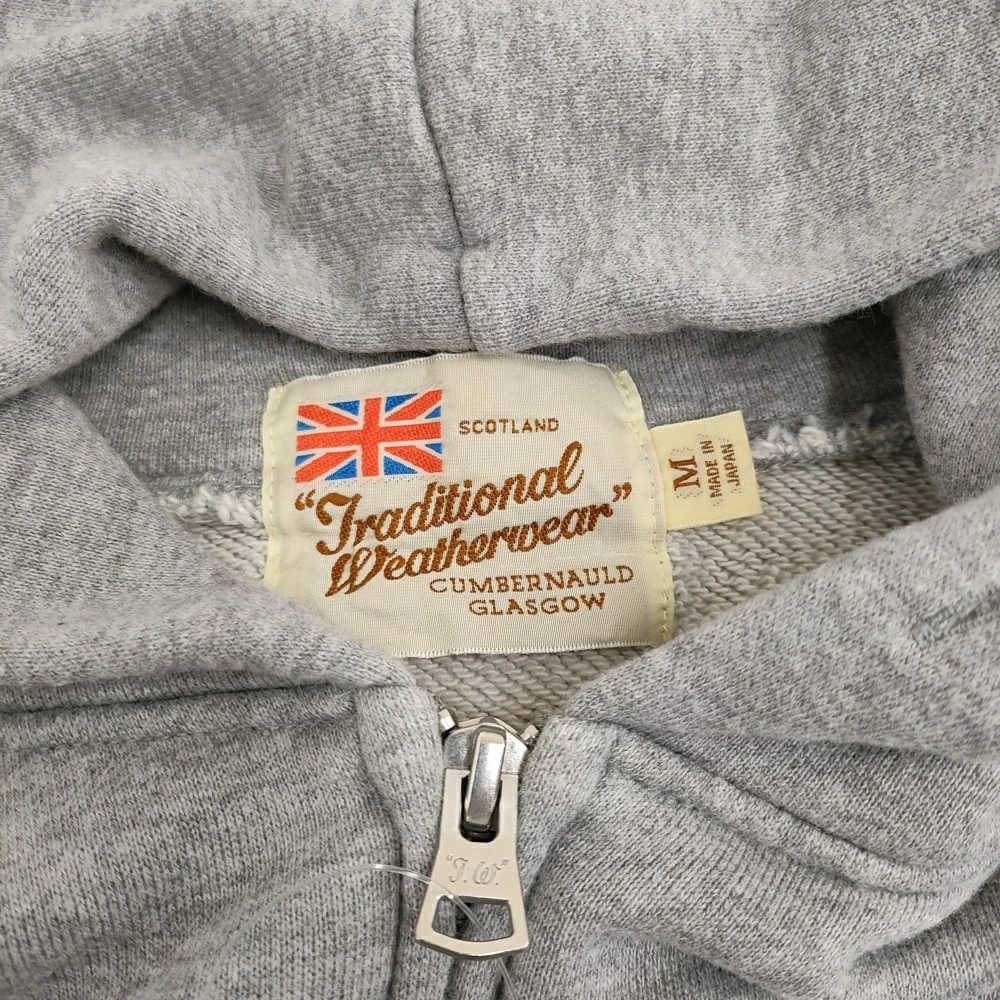 SCOTLAND
"Traditional
Weatherwear"
CUMBERNAULD
GLASGOW
M
MADE IN
JAPAN
"T.W."